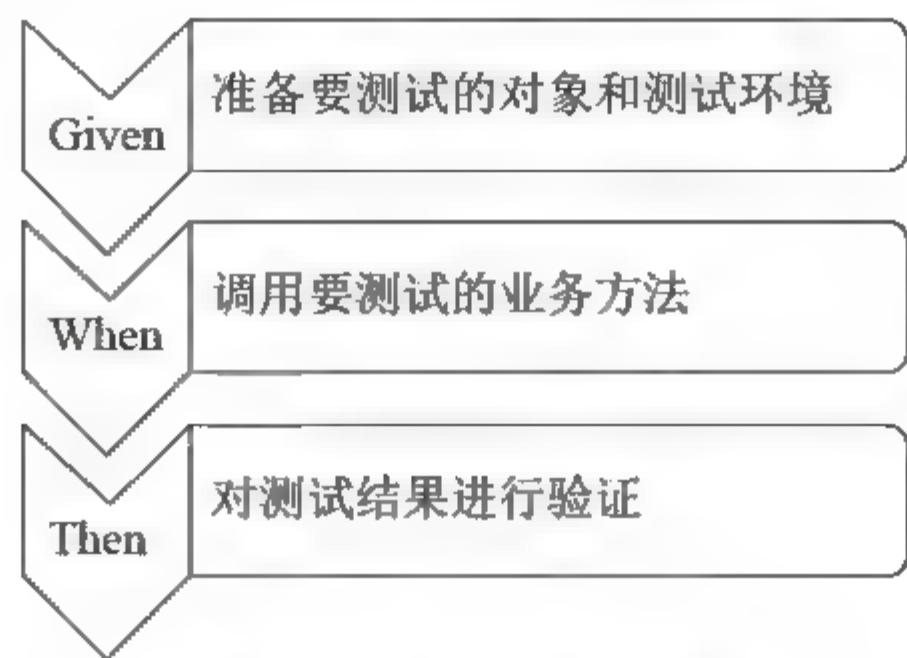 Given
准备要测试的对象和测试环境
When
调用要测试的业务方法
Then
对测试结果进行验证